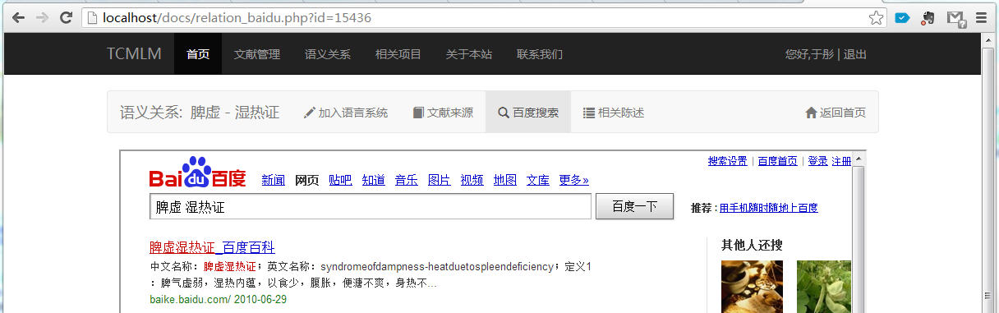 localhost/docs/relation_baidu.php?id=15436
TCMLM 首页 文献管理 语义关系 相关项目 关于本站 联系我们 您好,于彤 | 退出
语义关系: 脾虚 - 湿热证 加入语言系统 文献来源 百度搜索 相关陈述 返回首页
搜索设置 | 百度首页 | 登录 注册
Bai du 百度 新闻 网页 贴吧 知道 音乐 图片 视频 地图 文库 更多»
脾虚 湿热证 百度一下 推荐 : 用手机随时随地上百度
脾虚湿热证_百度百科 其他人还搜
中文名称：脾虚湿热证；英文名称：syndromeofdampness-heatduetospleendeficiency；定义1
：脾气虚弱，湿热内蕴，以食少，腹胀，便溏不爽，身热不...
baike.baidu.com/ 2010-06-29